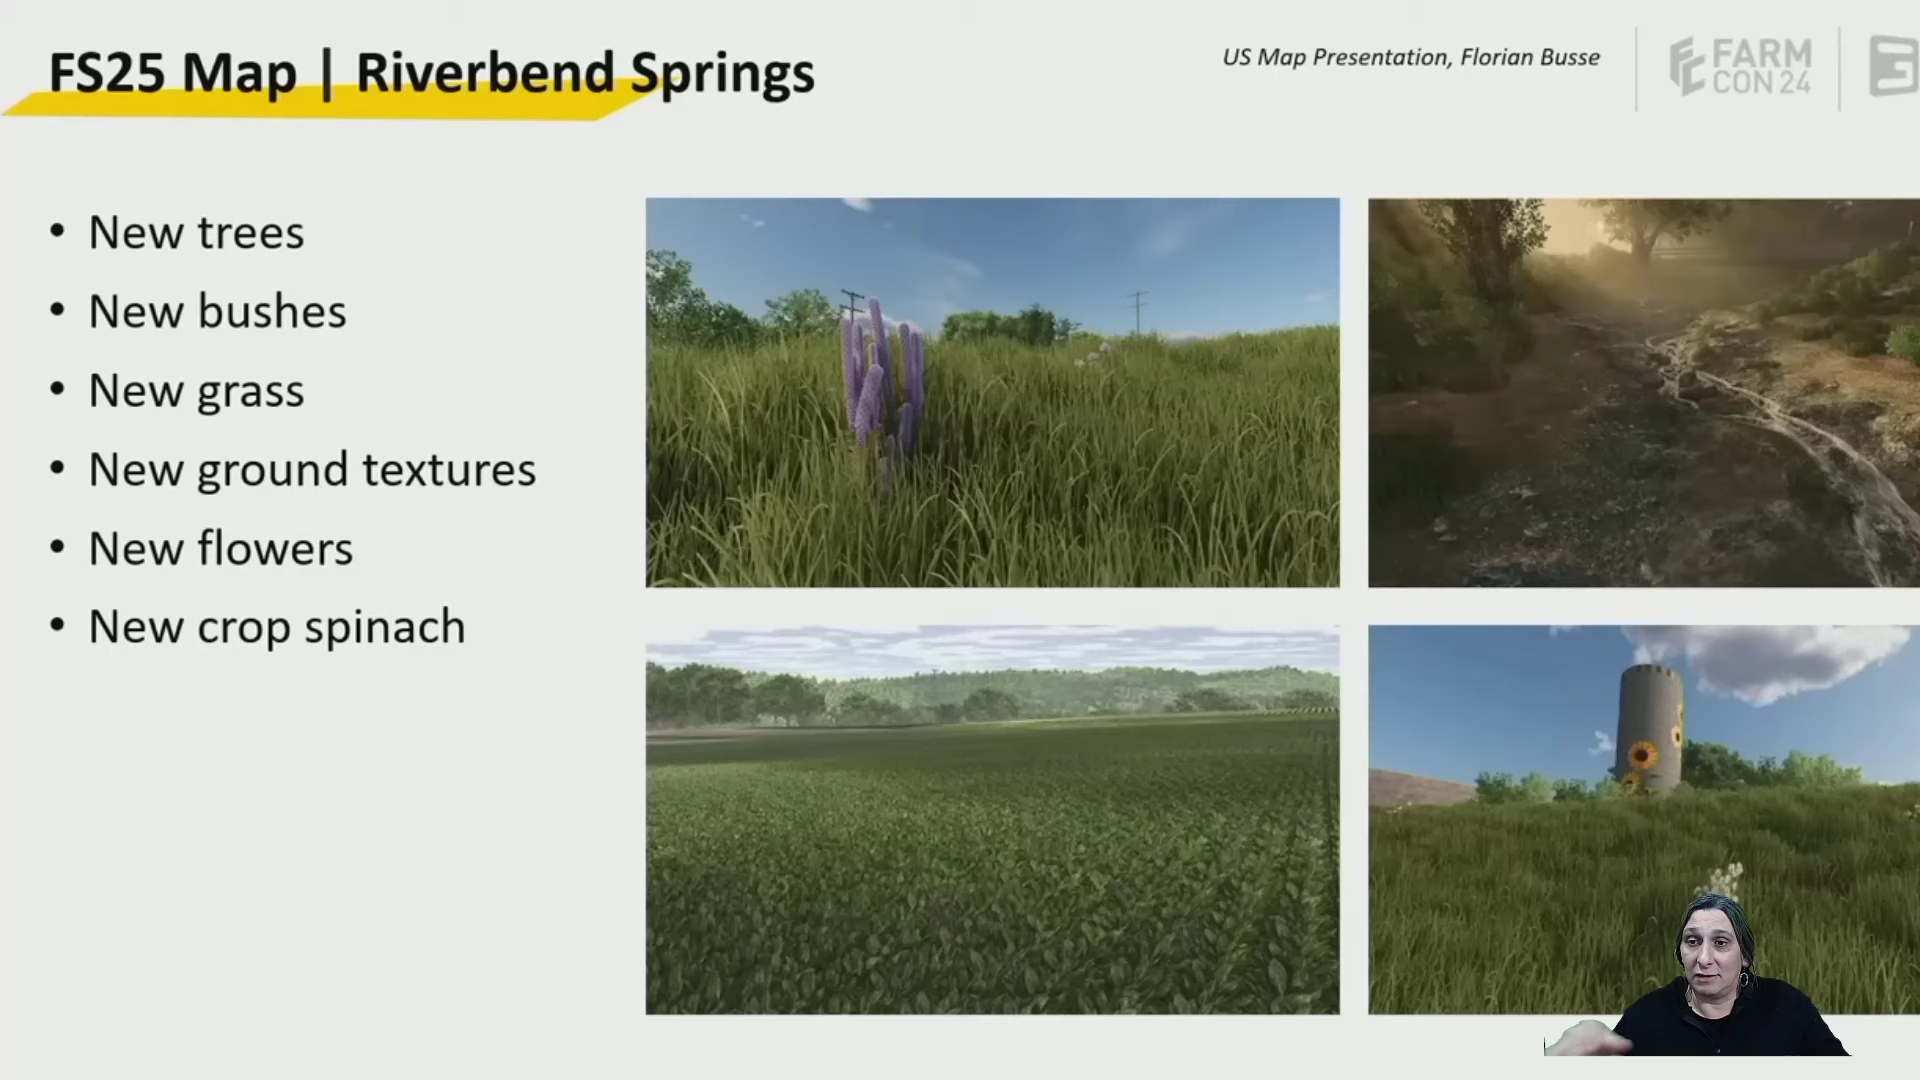 FS25 Map | Riverbend Springs
US Map Presentation, Florian Busse
FARM
CON 24
• New trees
• New bushes
• New grass
• New ground textures
• New flowers
• New crop spinach